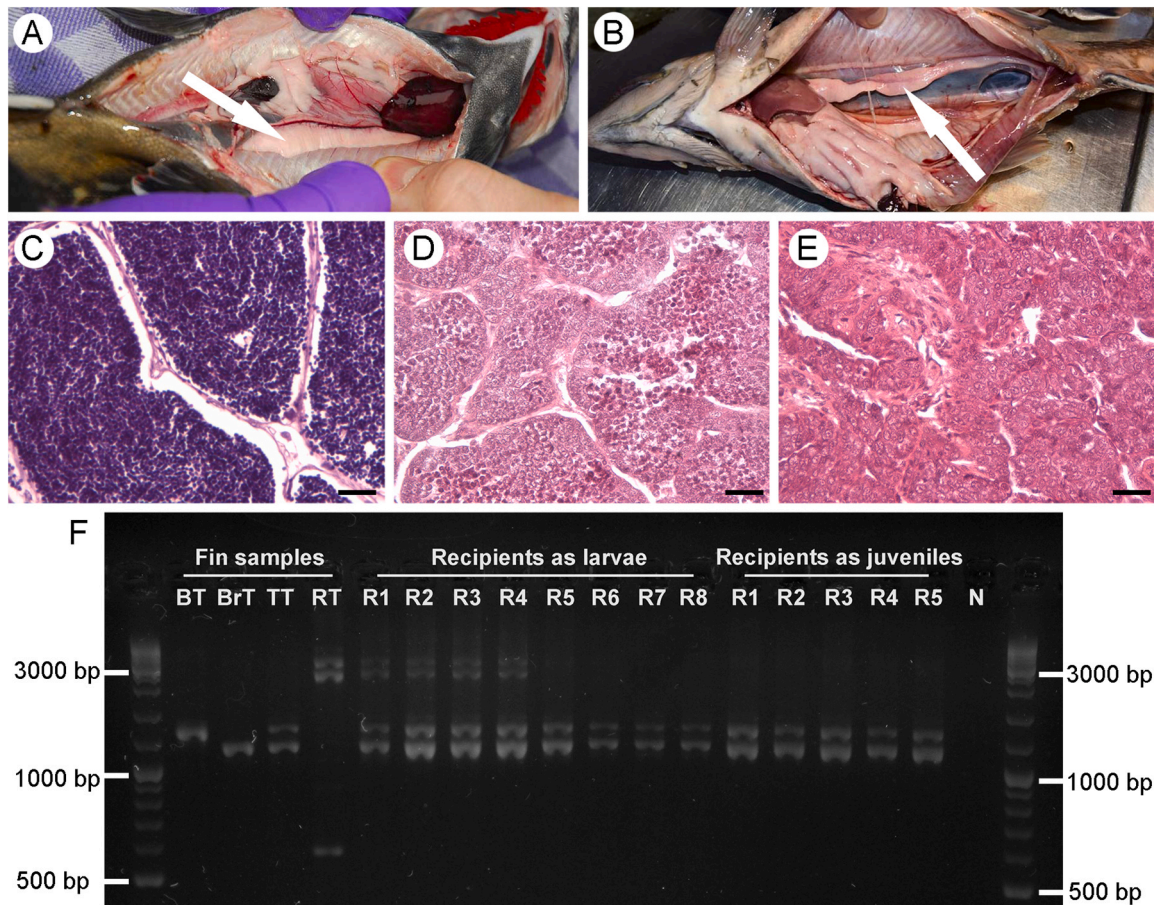 A
B
C
D
E
F
Fin samples Recipients as larvae Recipients as juveniles
BT BrT TT RT R1 R2 R3 R4 R5 R6 R7 R8 R1 R2 R3 R4 R5 N
3000 bp 3000 bp
1000 bp 1000 bp
500 bp 500 bp